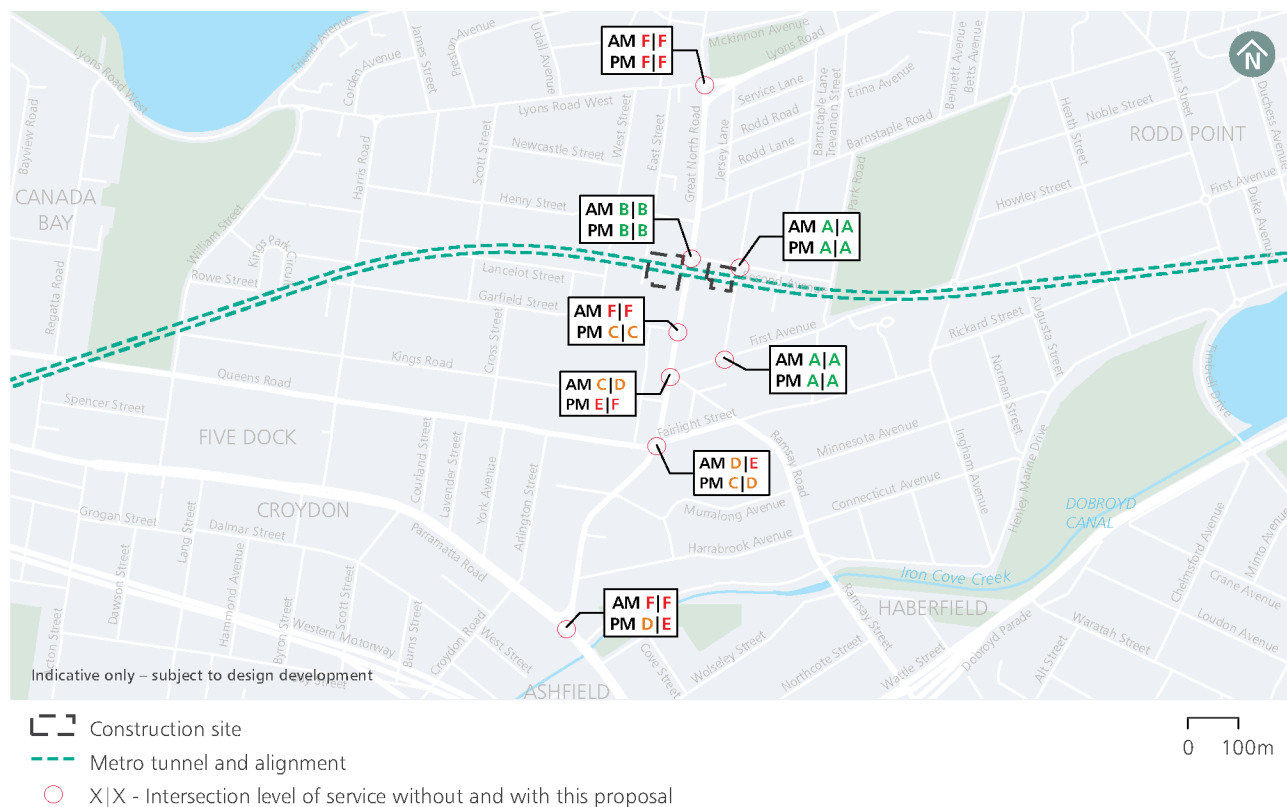 Lyons Road West
Edenlid Avenue
Corden Avenue
James Street
Preston Avenue
Udall Avenue
AM F|F
PM F|F
Mckinnon Avenue
Lyons Road
N
Bayview Road
Lyons Road West
Service Lane
Rodd Road
Rodd Lane
Jersey Lane
Barnstaple Lane
Trevanion Street
Erina Avenue
Barnstaple Road
Bennett Avenue
Betts Avenue
Heath Street
Noble Street
Arthur Street
Duchess Avenue
RODD POINT
Scott Street
Newcastle Street
West Street
East Street
Great North Road
Harris Road
Henry Street
CANADA
BAY
William Street
Kings Park
Circuit
Rowe Street
Regatta Road
AM B|B
PM B|B
AM A|A
PM A|A
Park Road
Howley Street
First Avenue
Duke Avenue
Lancelot Street
Second Avenue
Garfield Street
AM F|F
PM C|C
First Avenue
Rickard Street
Augusta Street
Timbrell Drive
Kings Road
Cross Street
Queens Road
AM C|D
PM E|F
AM A|A
PM A|A
Norman Street
Spencer Street
FIVE DOCK
Fairlight Street
Ramsay Road
Minnesota Avenue
Ingham Avenue
Henley Marine Drive
Courland Street
Lavender Street
York Avenue
Arlington Street
AM D|E
PM C|D
Connecticut Avenue
Murralong Avenue
DOBROYD
CANAL
CROYDON
Grogan Street
Lang Street
Dalmar Street
Parramatta Road
Harrabrook Avenue
Iron Cove Creek
Chelmsford Avenue
Minto Avenue
Crane Avenue
Dawson Street
Hammond Avenue
Byron Street
Scott Street
HABERFIELD
Ramsay Street
Loudon Avenue
Western Motorway
Burns Street
Croydon Road
West Street
AM F|F
PM D|E
Cove Street
Wolseley Street
Northcote Street
Wattle Street
Dobroyd Parade
Waratah Street
Alt Street
Indicative only – subject to design development
ASHFIELD
Construction site
0 100m
Metro tunnel and alignment
X|X - Intersection level of service without and with this proposal